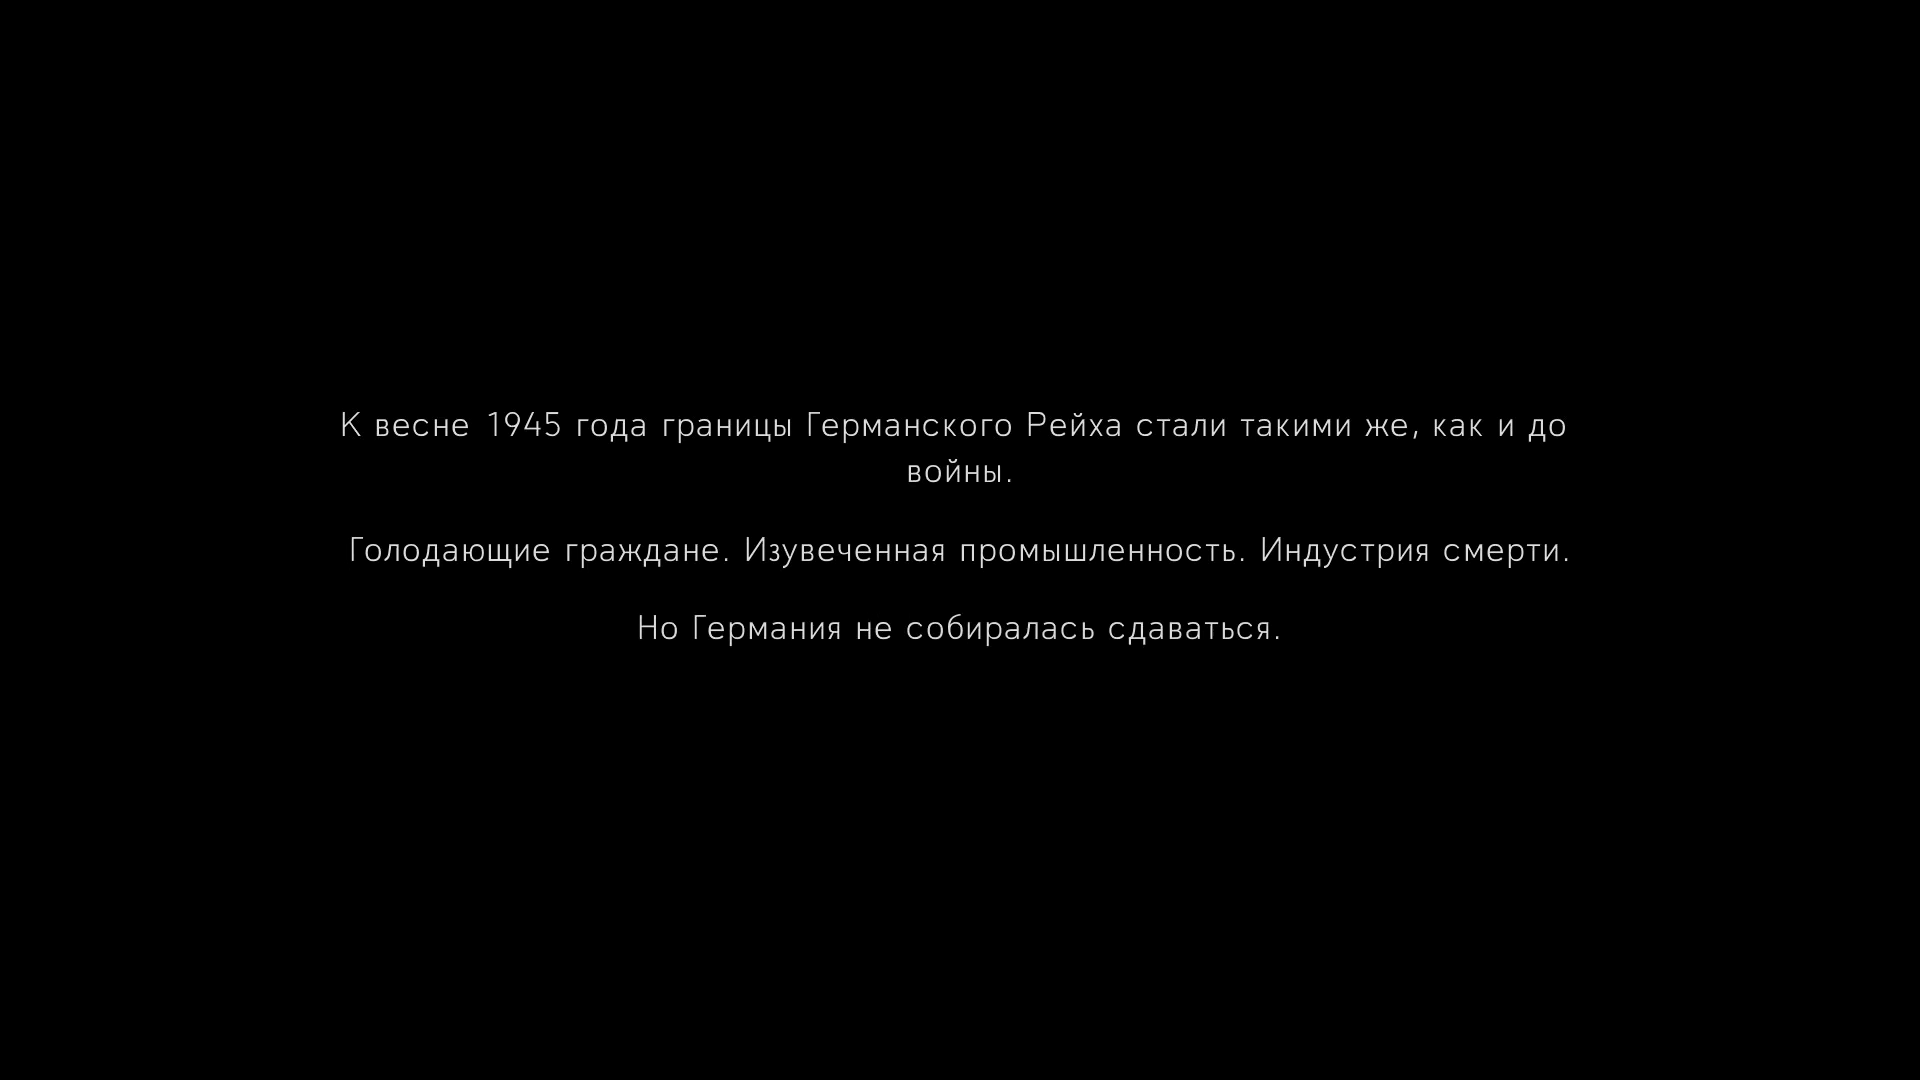 К весне 1945 года границы Германского Рейха стали такими же, как и до
войны.
Голодающие граждане. Изувеченная промышленность. Индустрия смерти.
Но Германия не собиралась сдаваться.